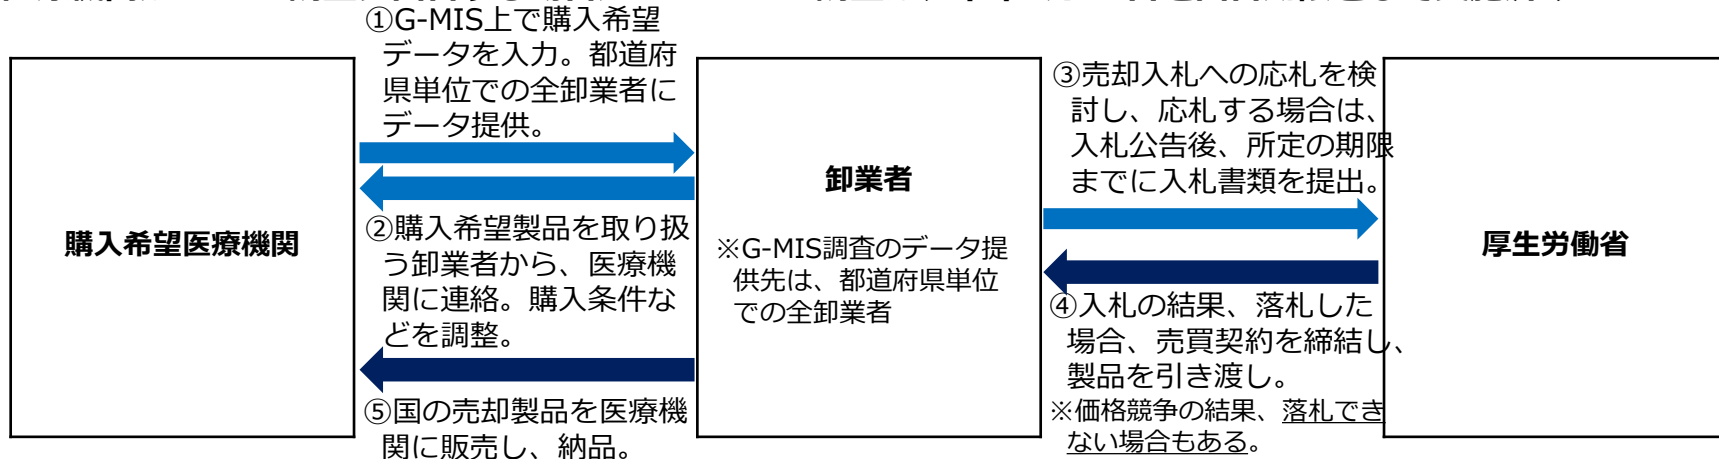 ①G-MIS上で購入希望
データを入力。都道府
県単位での全卸業者に
データ提供。
購入希望医療機関
②購入希望製品を取り扱
う卸業者から、医療機
関に連絡。購入条件な
どを調整。
⑤国の売却製品を医療機
関に販売し、納品。
卸業者
※G-MIS調査のデータ提
供先は、都道府県単位
での全卸業者
③売却入札への応札を検
討し、応札する場合は、
入札公告後、所定の期限
までに入札書類を提出。
④入札の結果、落札した
場合、売買契約を締結し、
製品を引き渡し。
※価格競争の結果、落札でき
ない場合もある。
厚生労働省